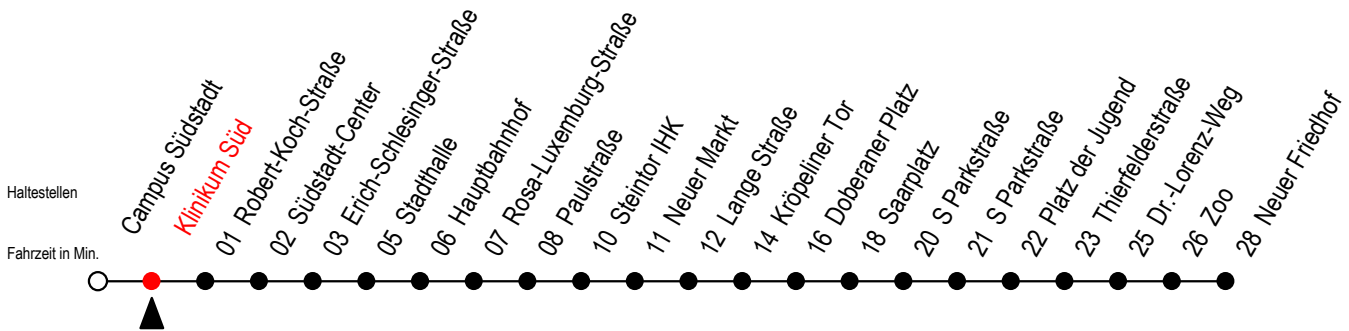 Haltestellen
Fahrzeit in Min.
Campus Südstadt
Klinikum Süd
01 Robert-Koch-Straße
02 Südstadt-Center
03 Erich-Schlesinger-Straße
05 Stadthalle
06 Hauptbahnhof
07 Rosa-Luxemburg-Straße
08 Paulstraße
10 Steintor IHK
11 Neuer Markt
12 Lange Straße
14 Kröpeliner Tor
16 Doberaner Platz
18 Saarplatz
20 S Parkstraße
21 S Parkstraße
22 Platz der Jugend
23 Thierfelderstraße
25 Dr.-Lorenz-Weg
26 Zoo
28 Neuer Friedhof